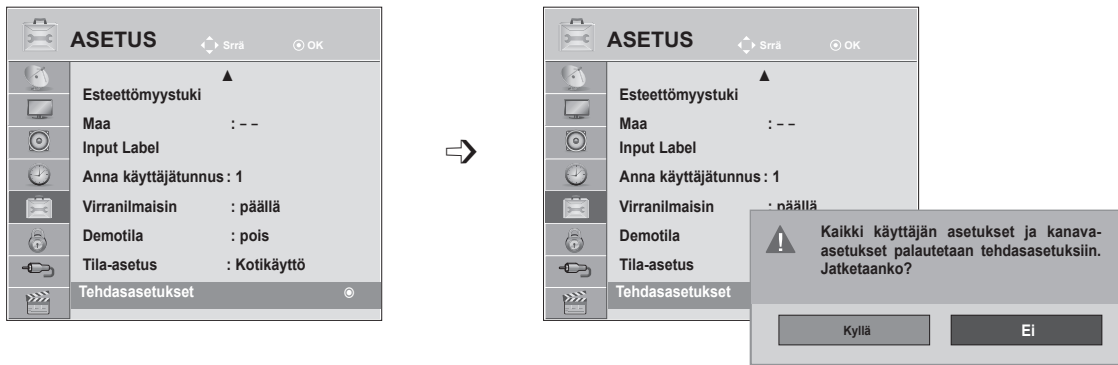 ASETUS Srrä OK
Esteettömyystuki
Maa : – –
Input Label
Anna käyttäjätunnus : 1
Virranilmaisin : päällä
Demotila : pois
Tila-asetus : Kotikäyttö
Tehdasasetukset
ASETUS Srrä OK
Esteettömyystuki
Maa : – –
Input Label
Anna käyttäjätunnus : 1
Virranilmaisin : päällä
Demotila
Tila-asetus
Tehdasasetukset
Kaikki käyttäjän asetukset ja kanava-
asetukset palautetaan tehdasasetuksiin.
Jatketaanko?
Kyllä Ei